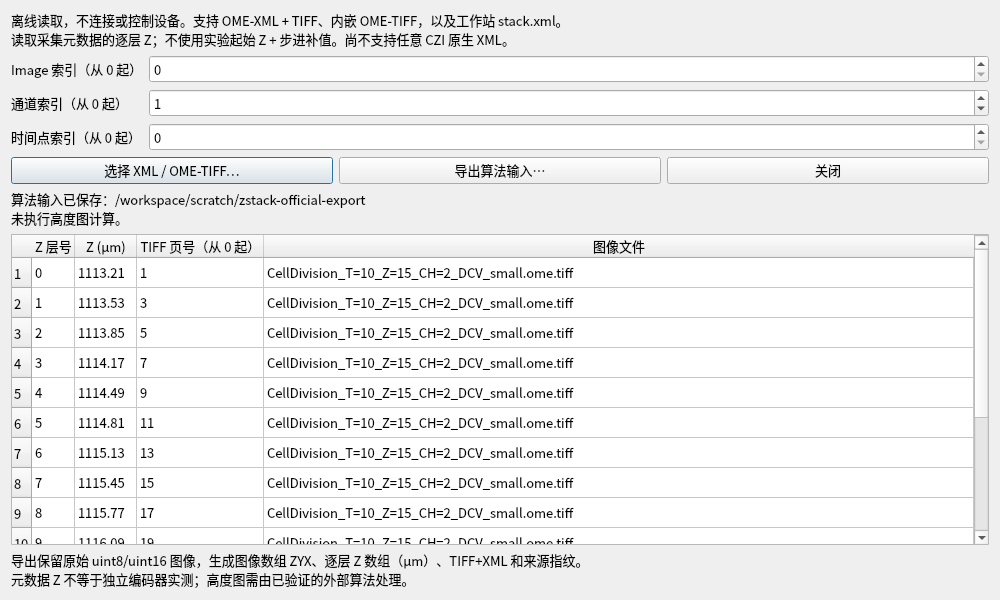 离线读取，不连接或控制设备。支持 OME-XML + TIFF、内嵌 OME-TIFF，以及工作站 stack.xml。
读取采集元数据的逐层 Z；不使用实验起始 Z + 步进补值。尚不支持任意 CZI 原生 XML。
Image 索引（从 0 起） 0
通道索引（从 0 起） 1
时间点索引（从 0 起） 0
选择 XML / OME-TIFF… 导出算法输入… 关闭
算法输入已保存：/workspace/scratch/zstack-official-export
未执行高度图计算。
Z 层号 Z (μm) TIFF 页号（从 0 起） 图像文件
1 0 1113.21 1 CellDivision_T=10_Z=15_CH=2_DCV_small.ome.tiff
2 1 1113.53 3 CellDivision_T=10_Z=15_CH=2_DCV_small.ome.tiff
3 2 1113.85 5 CellDivision_T=10_Z=15_CH=2_DCV_small.ome.tiff
4 3 1114.17 7 CellDivision_T=10_Z=15_CH=2_DCV_small.ome.tiff
5 4 1114.49 9 CellDivision_T=10_Z=15_CH=2_DCV_small.ome.tiff
6 5 1114.81 11 CellDivision_T=10_Z=15_CH=2_DCV_small.ome.tiff
7 6 1115.13 13 CellDivision_T=10_Z=15_CH=2_DCV_small.ome.tiff
8 7 1115.45 15 CellDivision_T=10_Z=15_CH=2_DCV_small.ome.tiff
9 8 1115.77 17 CellDivision_T=10_Z=15_CH=2_DCV_small.ome.tiff
10 9 1116.09 19 CellDivision_T=10_Z=15_CH=2_DCV_small.ome.tiff
导出保留原始 uint8/uint16 图像，生成图像数组 ZYX、逐层 Z 数组（μm）、TIFF+XML 和来源指纹。
元数据 Z 不等于独立编码器实测；高度图需由已验证的外部算法处理。